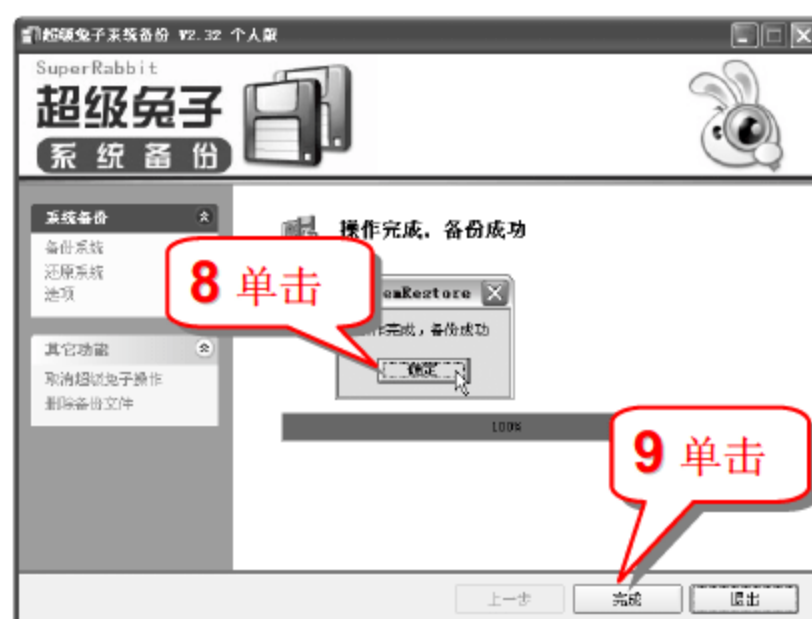 超级兔子系统备份 V2.32 个人版
SuperRabbit
超级兔子
系统备份
系统备份
备份系统
还原系统
选项
其它功能
取消超级兔子操作
删除备份文件
操作完成，备份成功
8 单击
emRestore
作完成，备份成功
确定
100%
9 单击
上一步
完成
退出